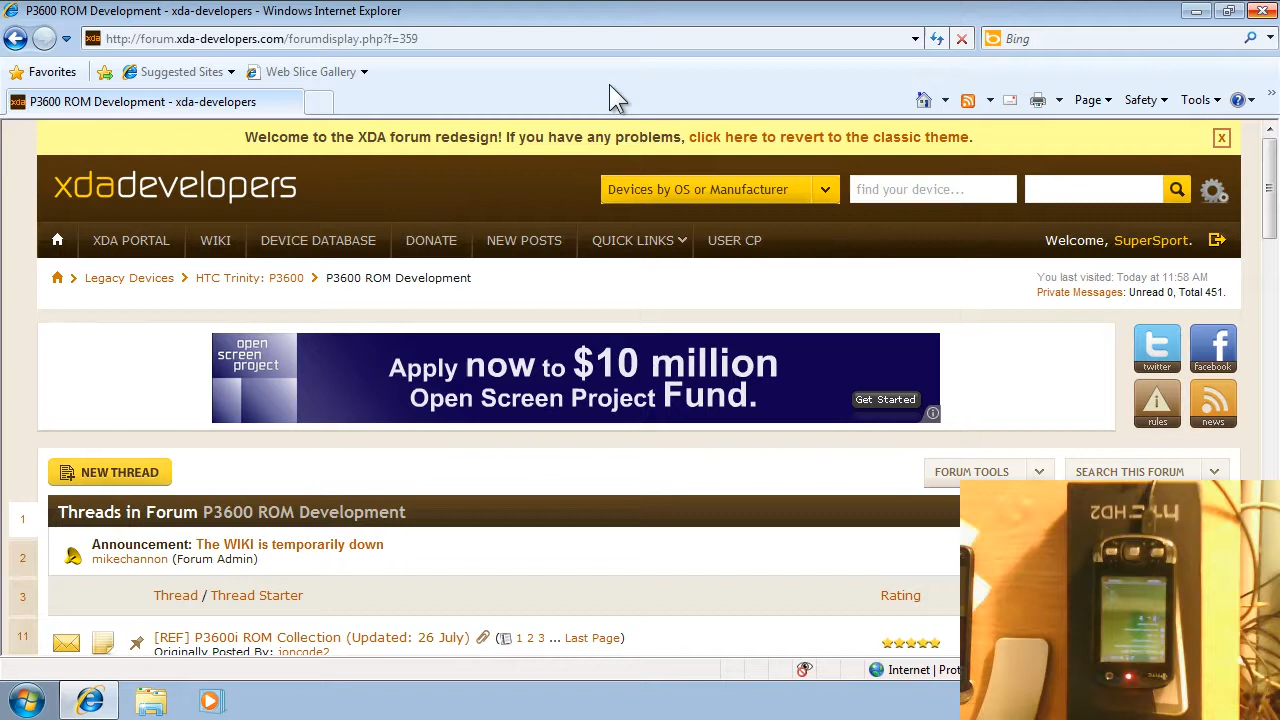 P3600 ROM Development - xda-developers - Windows Internet Explorer
http://forum.xda-developers.com/forumdisplay.php?f=359
Bing
Favorites
Suggested Sites
Web Slice Gallery
P3600 ROM Development - xda-developers
Page
Safety
Tools
Welcome to the XDA forum redesign! If you have any problems, click here to revert to the classic theme.
x
xdadevelopers
Devices by OS or Manufacturer
find your device...
XDA PORTAL
WIKI
DEVICE DATABASE
DONATE
NEW POSTS
QUICK LINKS
USER CP
Welcome, SuperSport.
Legacy Devices
HTC Trinity: P3600
P3600 ROM Development
You last visited: Today at 11:58 AM
Private Messages: Unread 0, Total 451.
open
screen
project
Apply now to $10 million
Open Screen Project Fund.
Get Started
twitter
facebook
rules
news
NEW THREAD
FORUM TOOLS
SEARCH THIS FORUM
1
Threads in Forum P3600 ROM Development
2
Announcement: The WIKI is temporarily down
mikechannon (Forum Admin)
3
Thread / Thread Starter
Rating
11
[REF] P3600i ROM Collection (Updated: 26 July)
(
1 2 3 ... Last Page)
Originally Posted By: joncqde2
Internet | Prot
hTC HD2